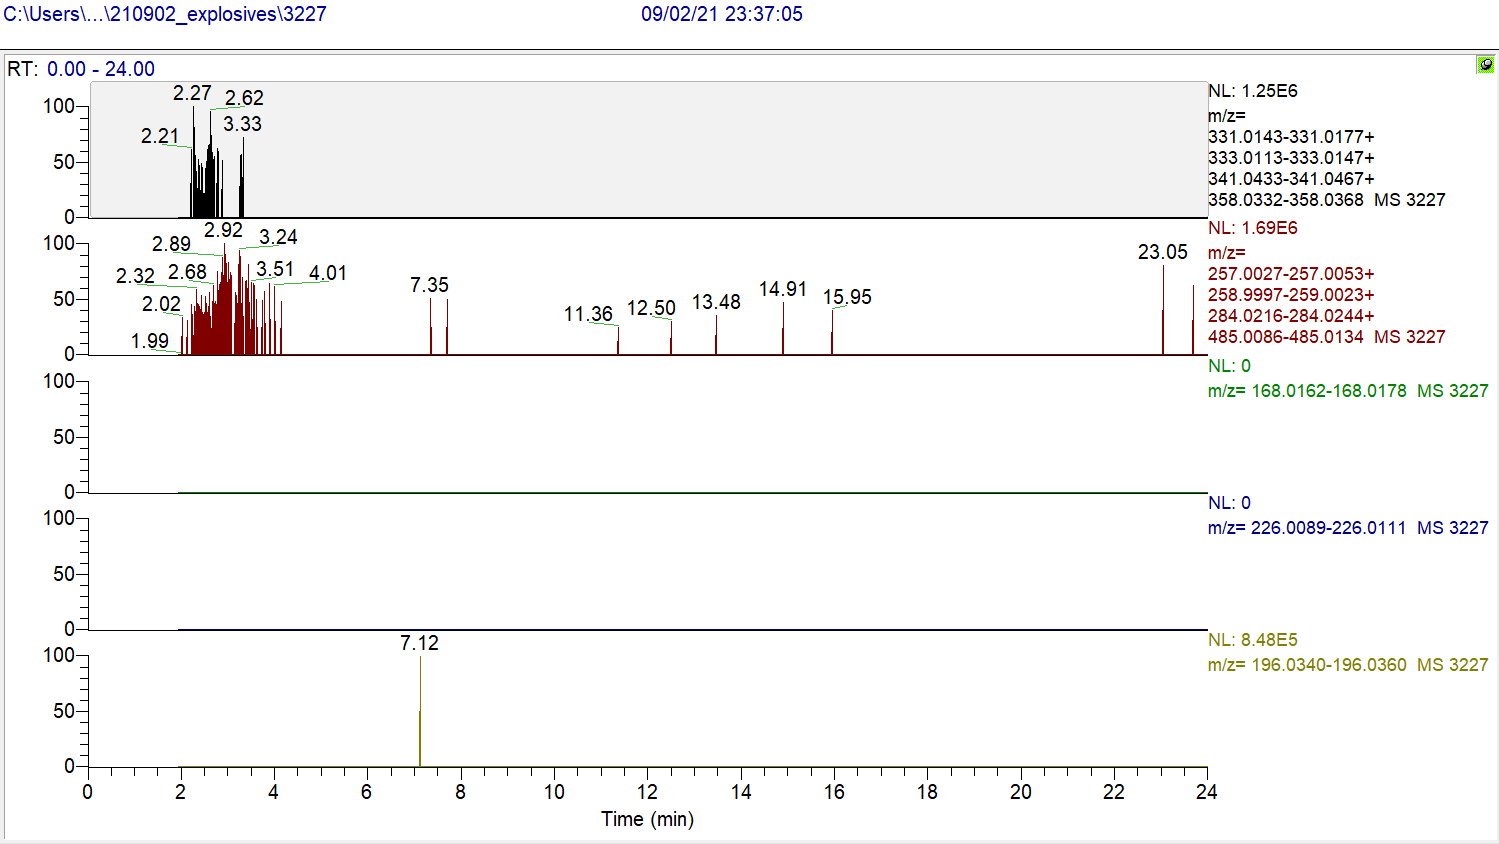 C:\Users\...\210902_explosives\3227 09/02/21 23:37:05
RT: 0.00 - 24.00
100
50
0
2.27
2.62
2.21
3.33
NL: 1.25E6
m/z=
331.0143-331.0177+
333.0113-333.0147+
341.0433-341.0467+
358.0332-358.0368 MS 3227
100
50
0
2.92
2.89
3.24
2.32
2.68
3.51
4.01
2.02
1.99
7.35
11.36
12.50
13.48
14.91
15.95
23.05
NL: 1.69E6
m/z=
257.0027-257.0053+
258.9997-259.0023+
284.0216-284.0244+
485.0086-485.0134 MS 3227
100
50
0
NL: 0
m/z= 168.0162-168.0178 MS 3227
100
50
0
NL: 0
m/z= 226.0089-226.0111 MS 3227
100
50
0
7.12
NL: 8.48E5
m/z= 196.0340-196.0360 MS 3227
0 2 4 6 8 10 12 14 16 18 20 22 24
Time (min)